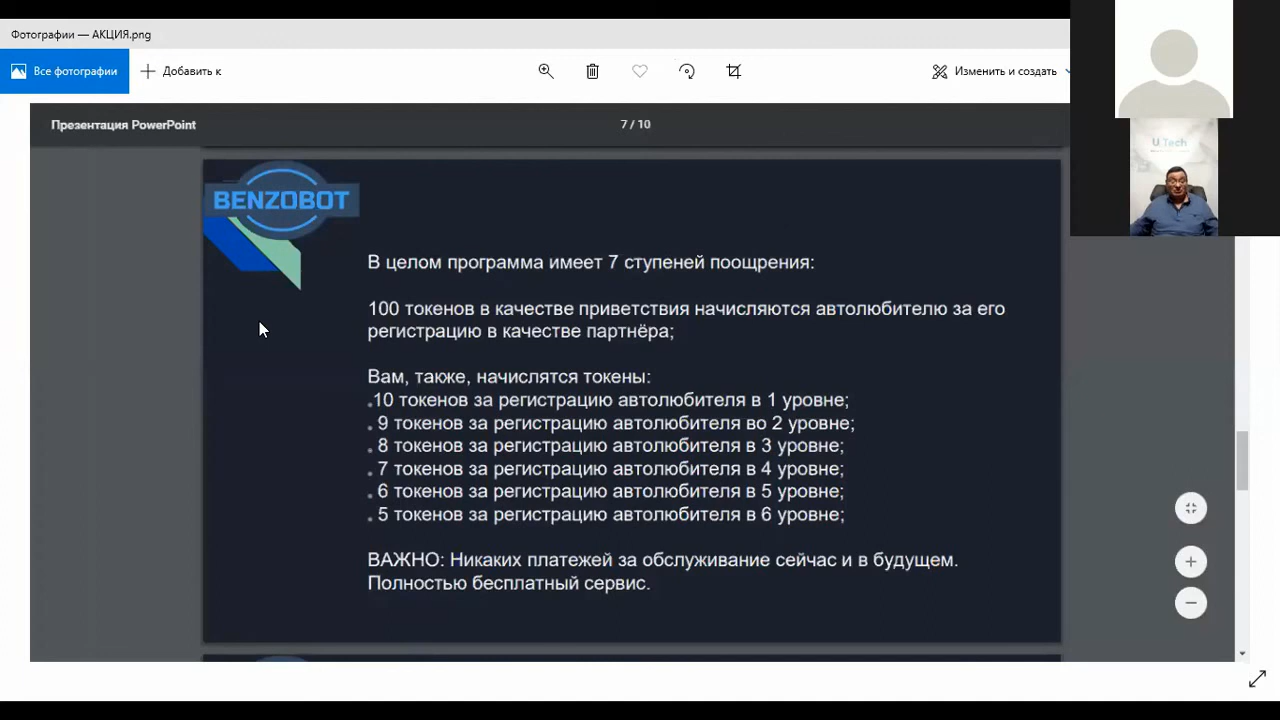 Фотографии — АКЦИЯ.png
Все фотографии
Добавить к
Изменить и создать
Презентация PowerPoint
7 / 10
U Tech
BENZOBOT
В целом программа имеет 7 ступеней поощрения:
100 токенов в качестве приветствия начисляются автолюбителю за его
регистрацию в качестве партнёра;
Вам, также, начислятся токены:
.10 токенов за регистрацию автолюбителя в 1 уровне;
. 9 токенов за регистрацию автолюбителя во 2 уровне;
. 8 токенов за регистрацию автолюбителя в 3 уровне;
. 7 токенов за регистрацию автолюбителя в 4 уровне;
. 6 токенов за регистрацию автолюбителя в 5 уровне;
. 5 токенов за регистрацию автолюбителя в 6 уровне;
ВАЖНО: Никаких платежей за обслуживание сейчас и в будущем.
Полностью бесплатный сервис.